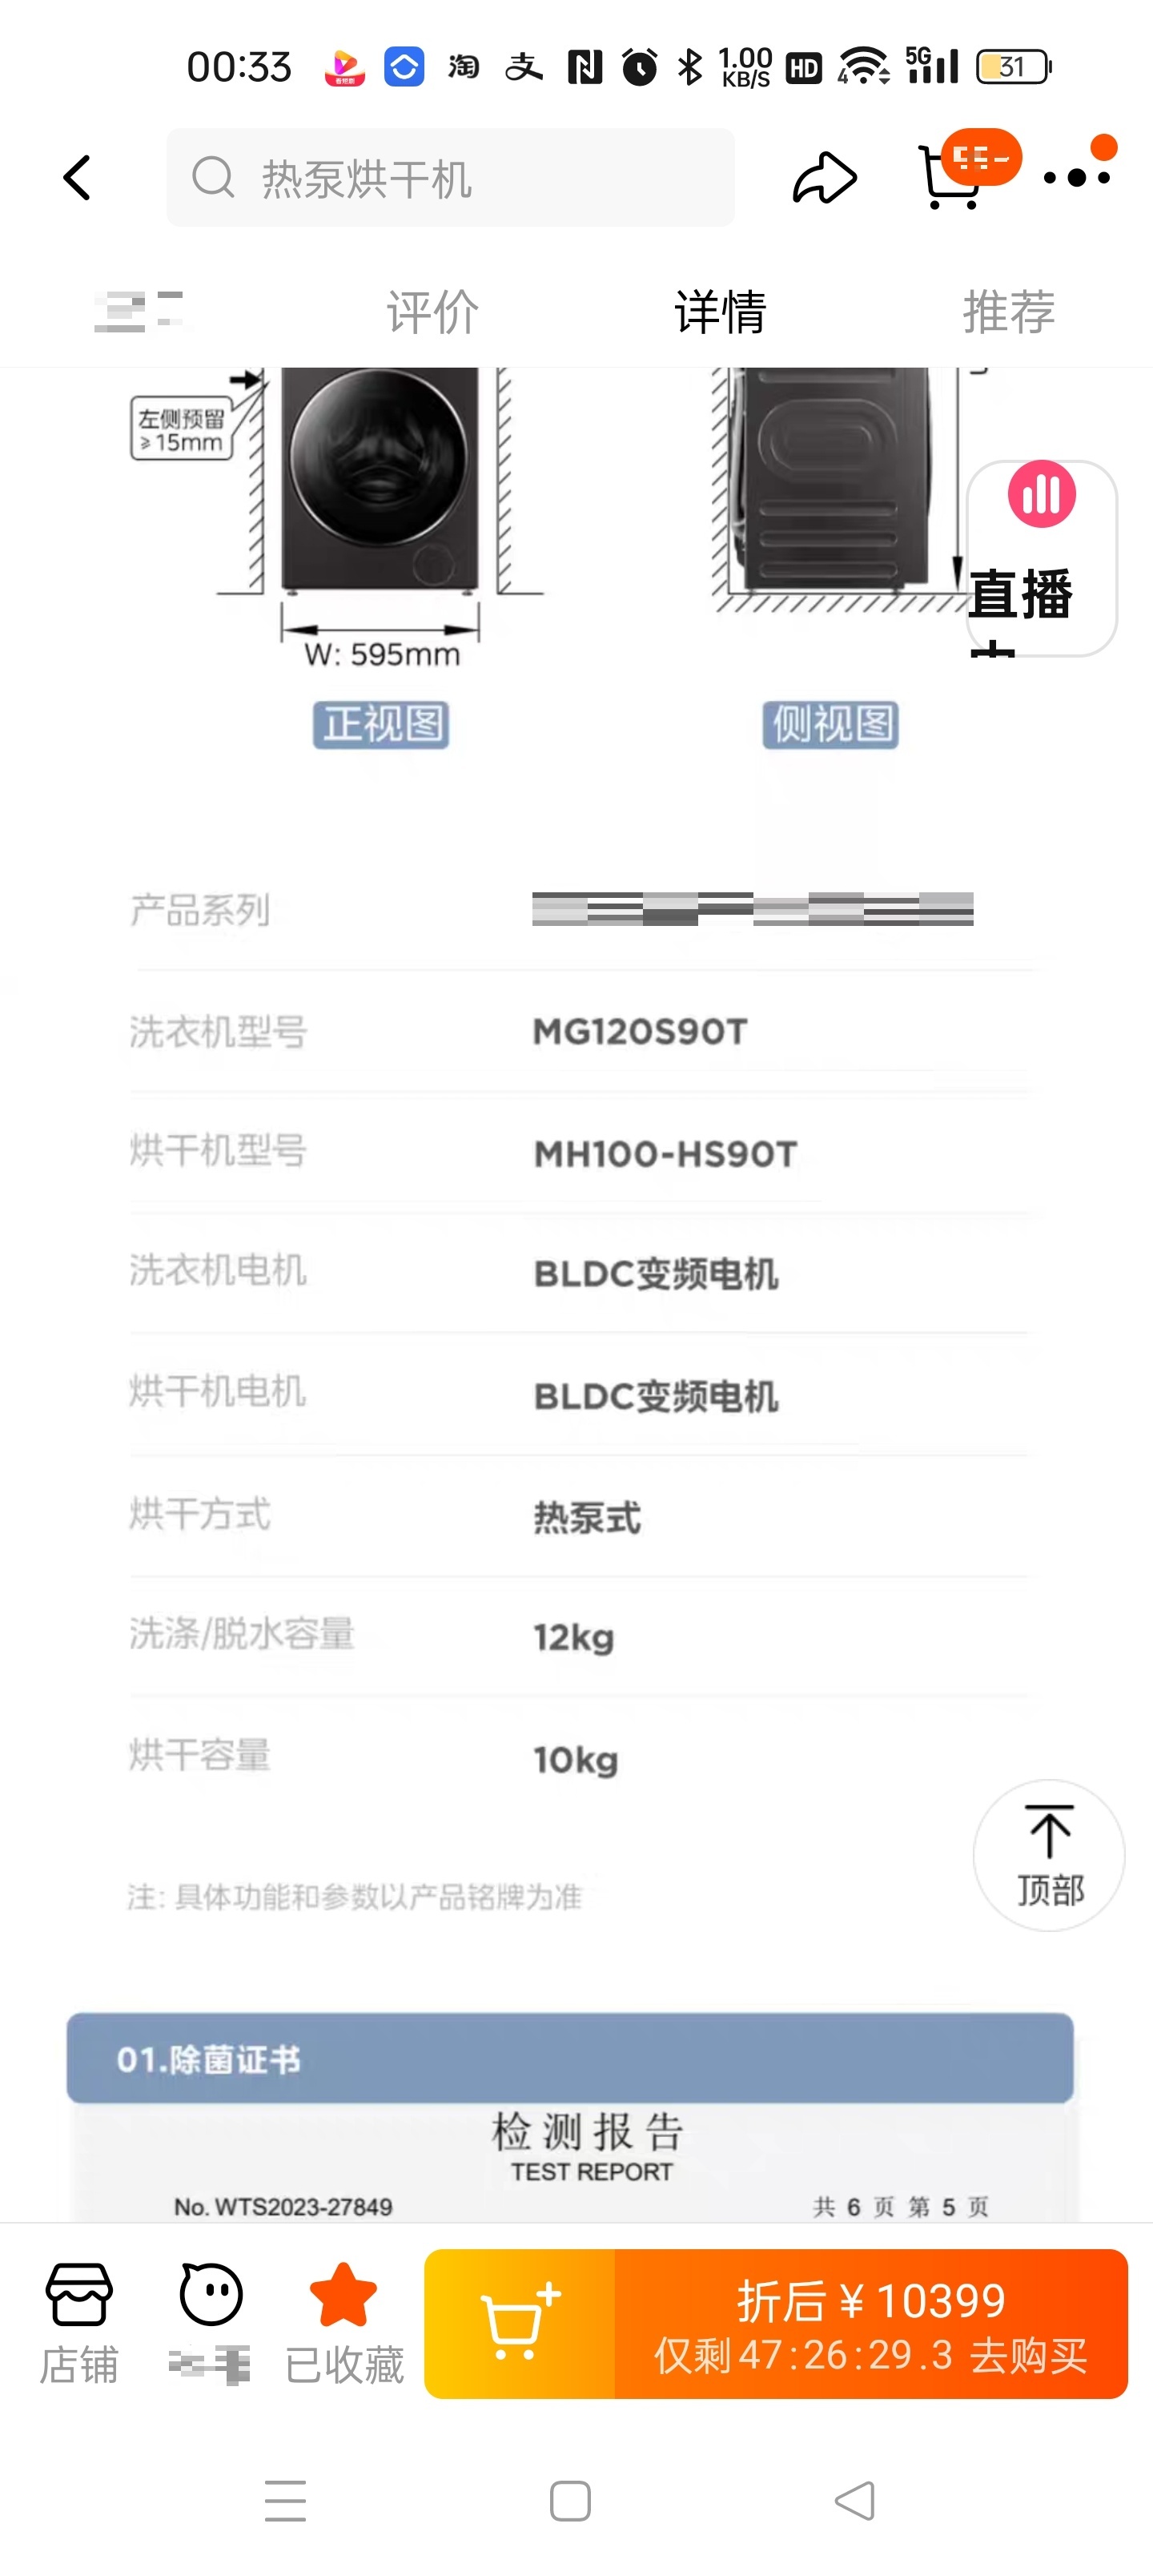 00:33
淘 支 1.00 KB/S HD 4 5G 31
看短剧
热泵烘干机
评价 详情 推荐
左侧预留
≥15mm
直播
W: 595mm
正视图 侧视图
产品系列
洗衣机型号 MG120S90T
烘干机型号 MH100-HS90T
洗衣机电机 BLDC变频电机
烘干机电机 BLDC变频电机
烘干方式 热泵式
洗涤/脱水容量 12kg
烘干容量 10kg
顶部
注: 具体功能和参数以产品铭牌为准
01.除菌证书
检测报告
TEST REPORT
No. WTS2023-27849 共 6 页 第 5 页
店铺 已收藏
折后￥10399
仅剩47:26:29.3 去购买